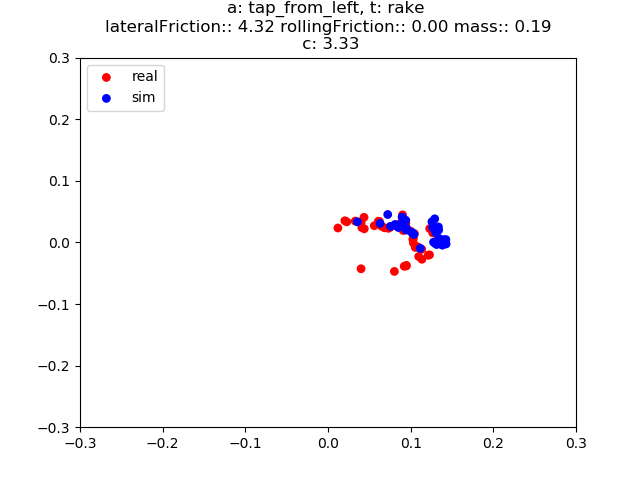 a: tap_from_left, t: rake
lateralFriction:: 4.32 rollingFriction:: 0.00 mass:: 0.19
c: 3.33
real
sim
0.3
0.2
0.1
0.0
−0.1
−0.2
−0.3
−0.3 −0.2 −0.1 0.0 0.1 0.2 0.3